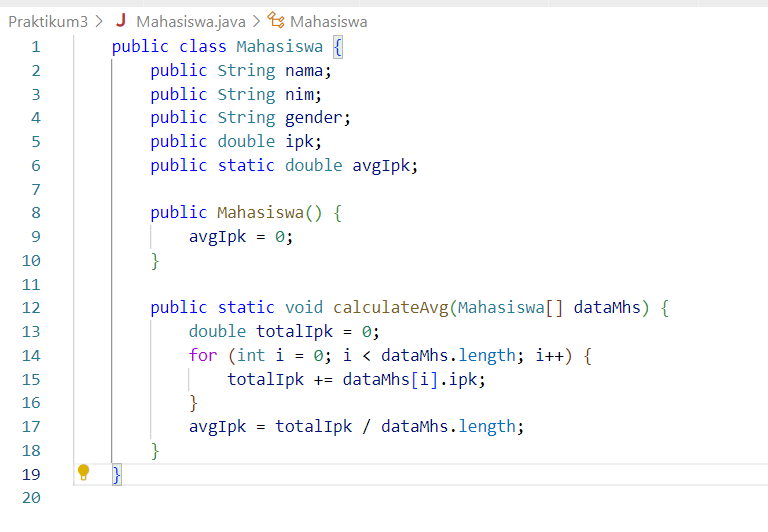 Praktikum3 > J Mahasiswa.java > Mahasiswa
1 public class Mahasiswa {
2 public String nama;
3 public String nim;
4 public String gender;
5 public double ipk;
6 public static double avgIpk;
7
8 public Mahasiswa() {
9 avgIpk = 0;
10 }
11
12 public static void calculateAvg(Mahasiswa[] dataMhs) {
13 double totalIpk = 0;
14 for (int i = 0; i < dataMhs.length; i++) {
15 totalIpk += dataMhs[i].ipk;
16 }
17 avgIpk = totalIpk / dataMhs.length;
18 }
19 }
20